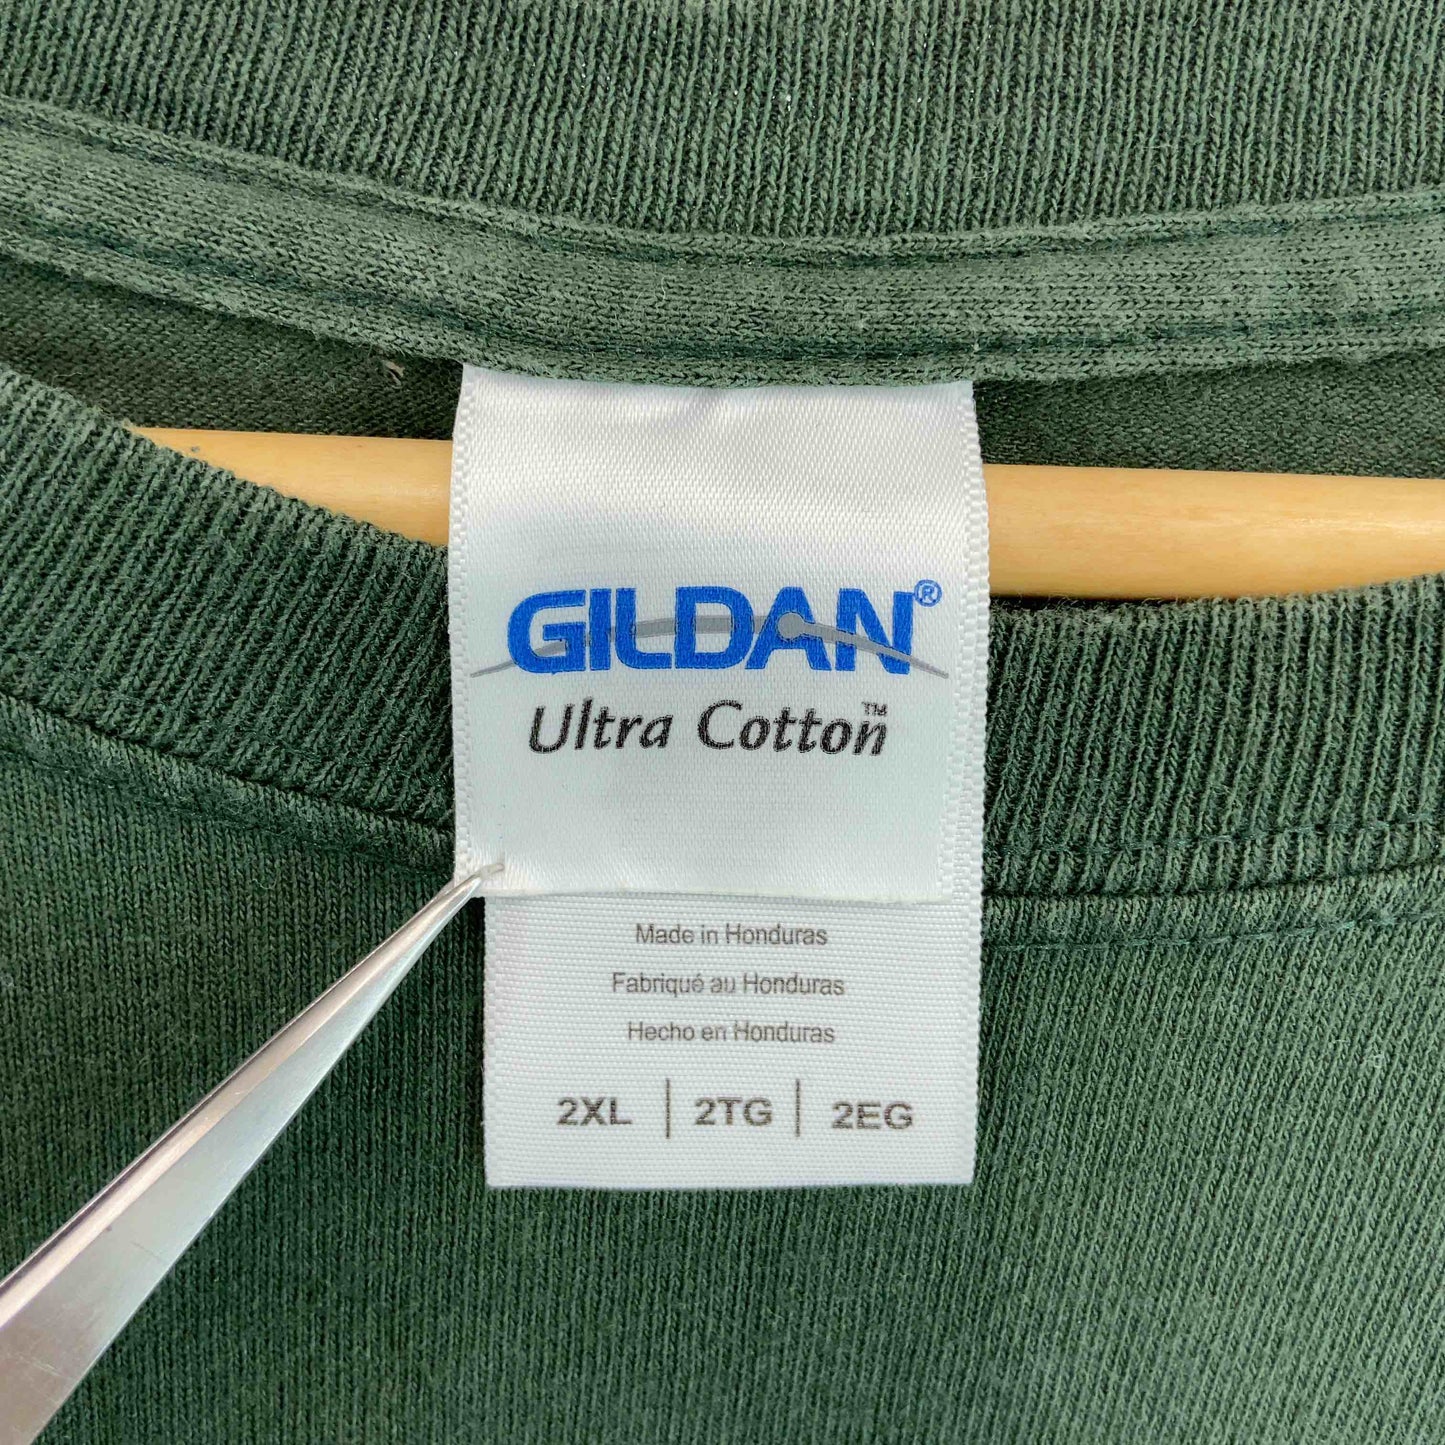 GILDAN®
Ultra Cotton™
Made in Honduras
Fabriqué au Honduras
Hecho en Honduras
2XL | 2TG | 2EG